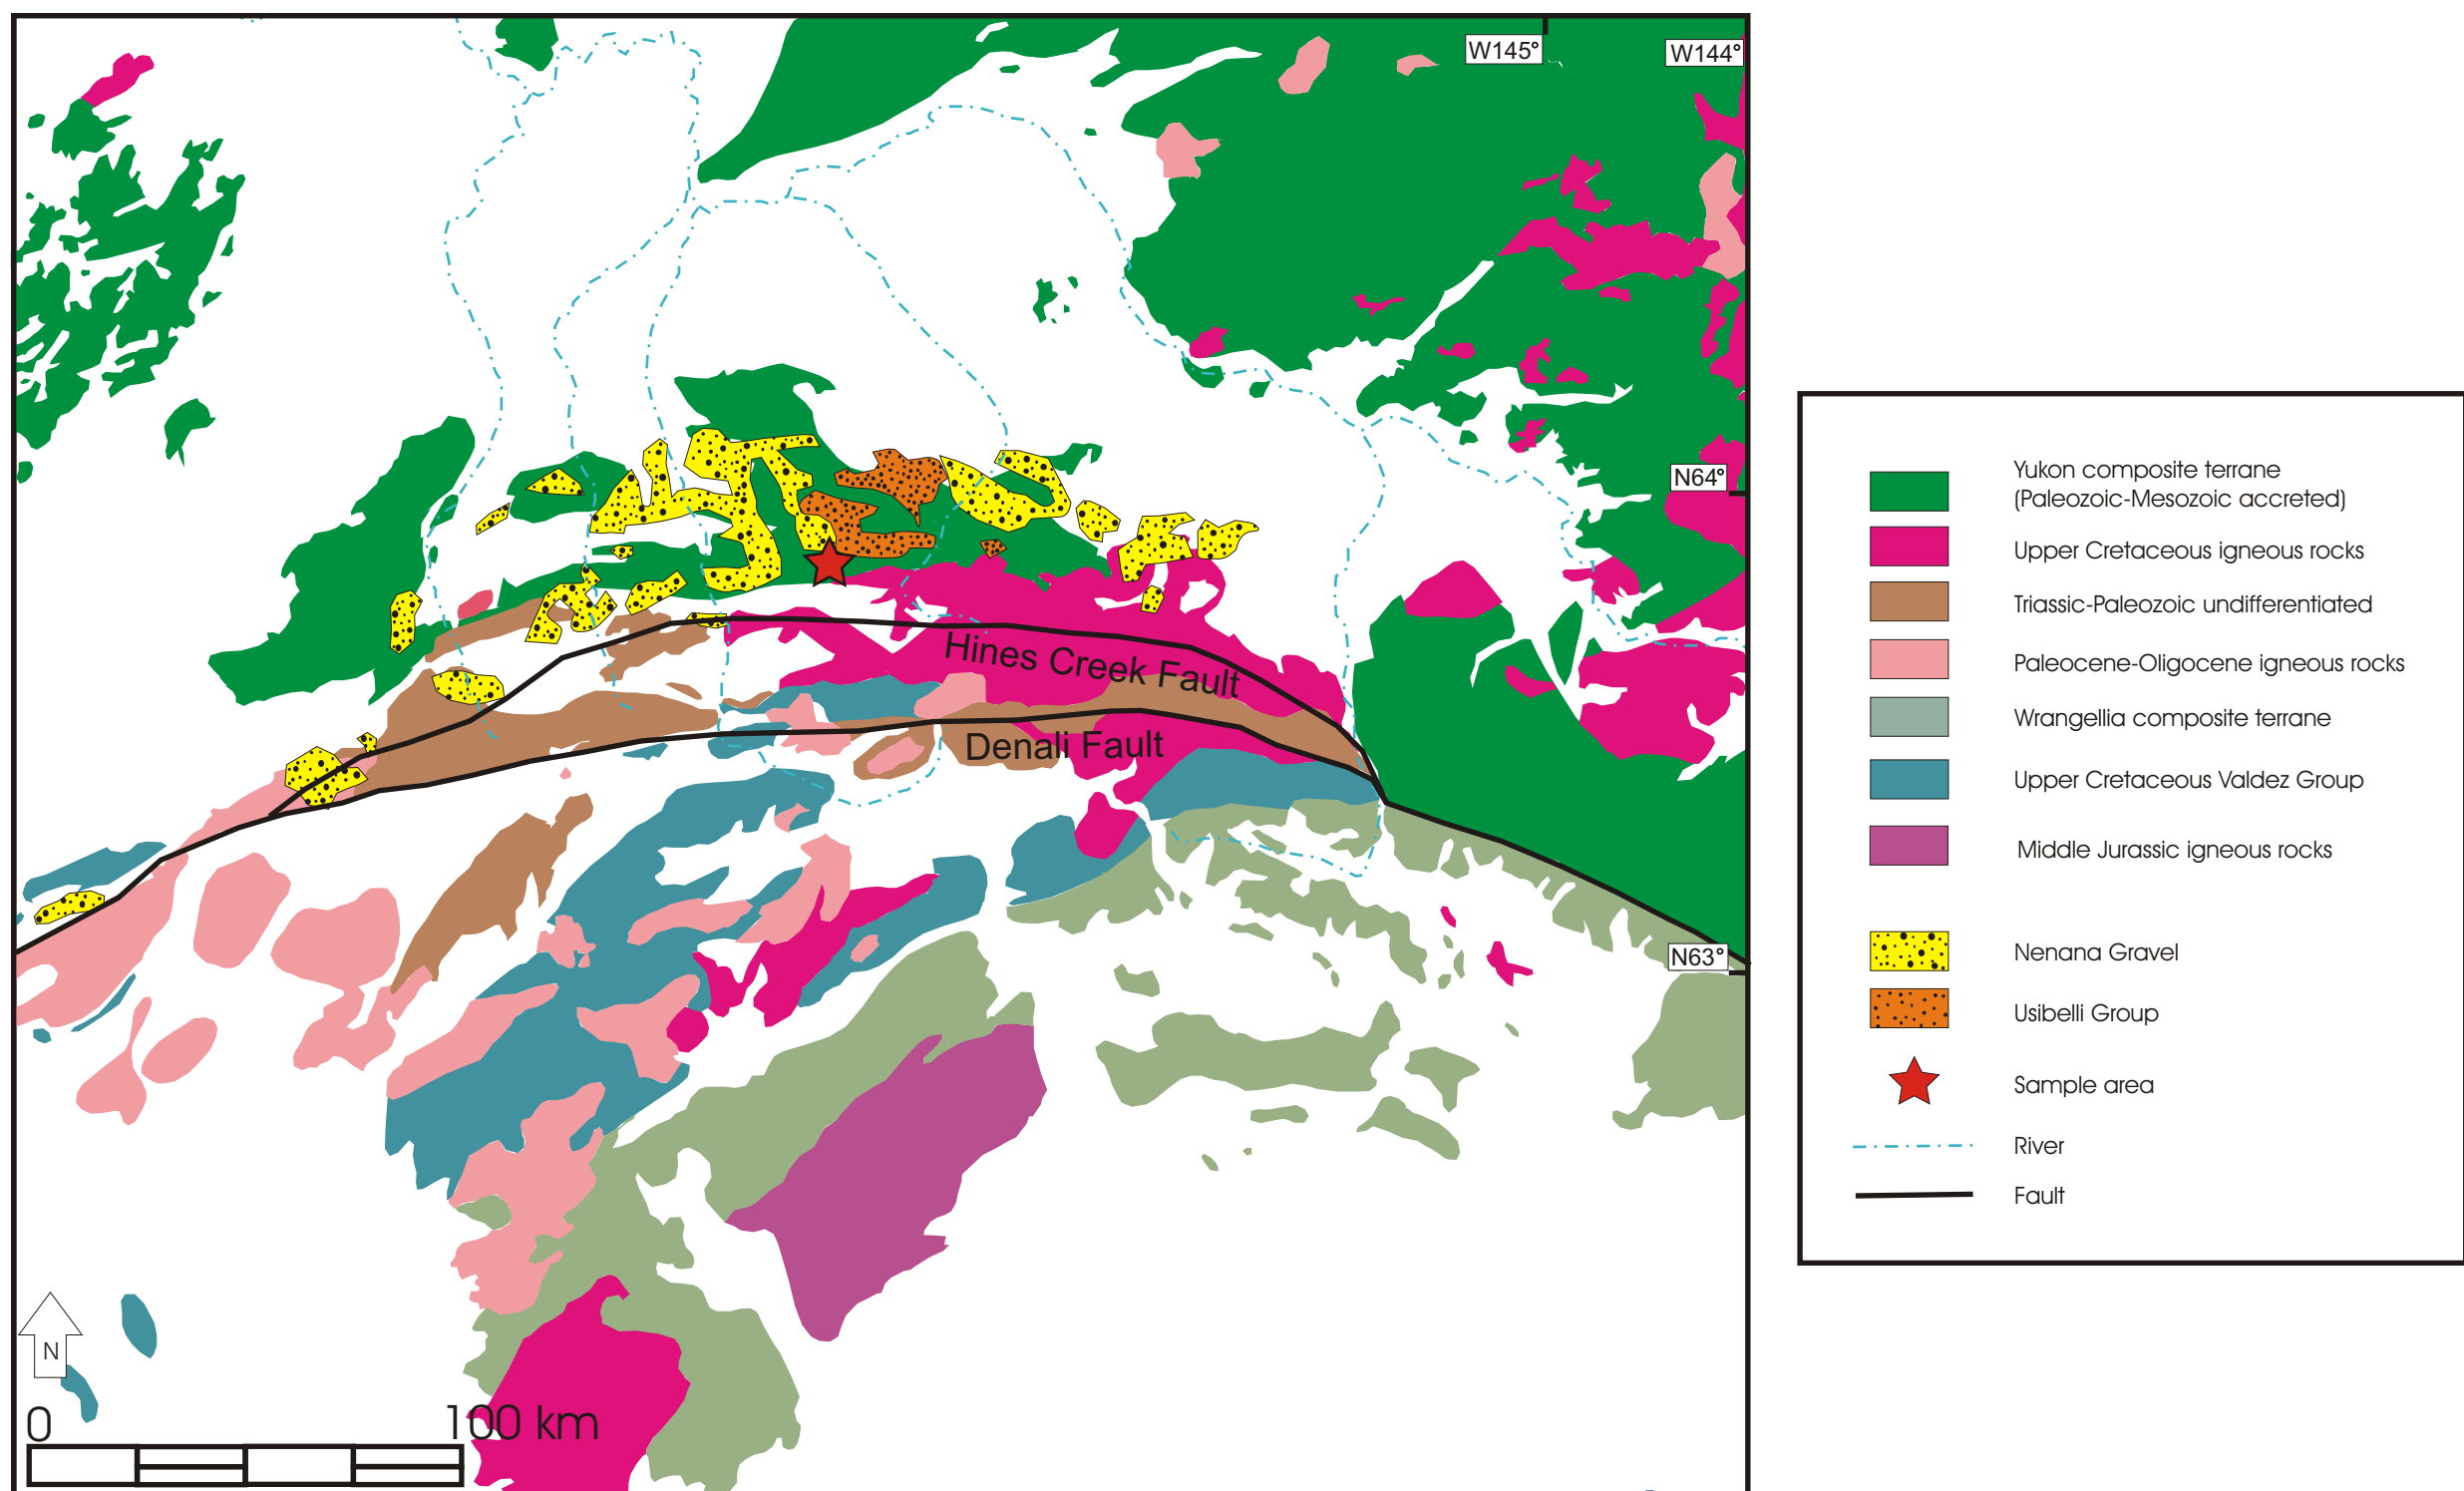 W145°
W144°
N64°
Hines Creek Fault
Denali Fault
N63°
N
0
100 km
Yukon composite terrane
(Paleozoic-Mesozoic accreted)
Upper Cretaceous igneous rocks
Triassic-Paleozoic undifferentiated
Paleocene-Oligocene igneous rocks
Wrangellia composite terrane
Upper Cretaceous Valdez Group
Middle Jurassic igneous rocks
Nenana Gravel
Usibelli Group
Sample area
River
Fault